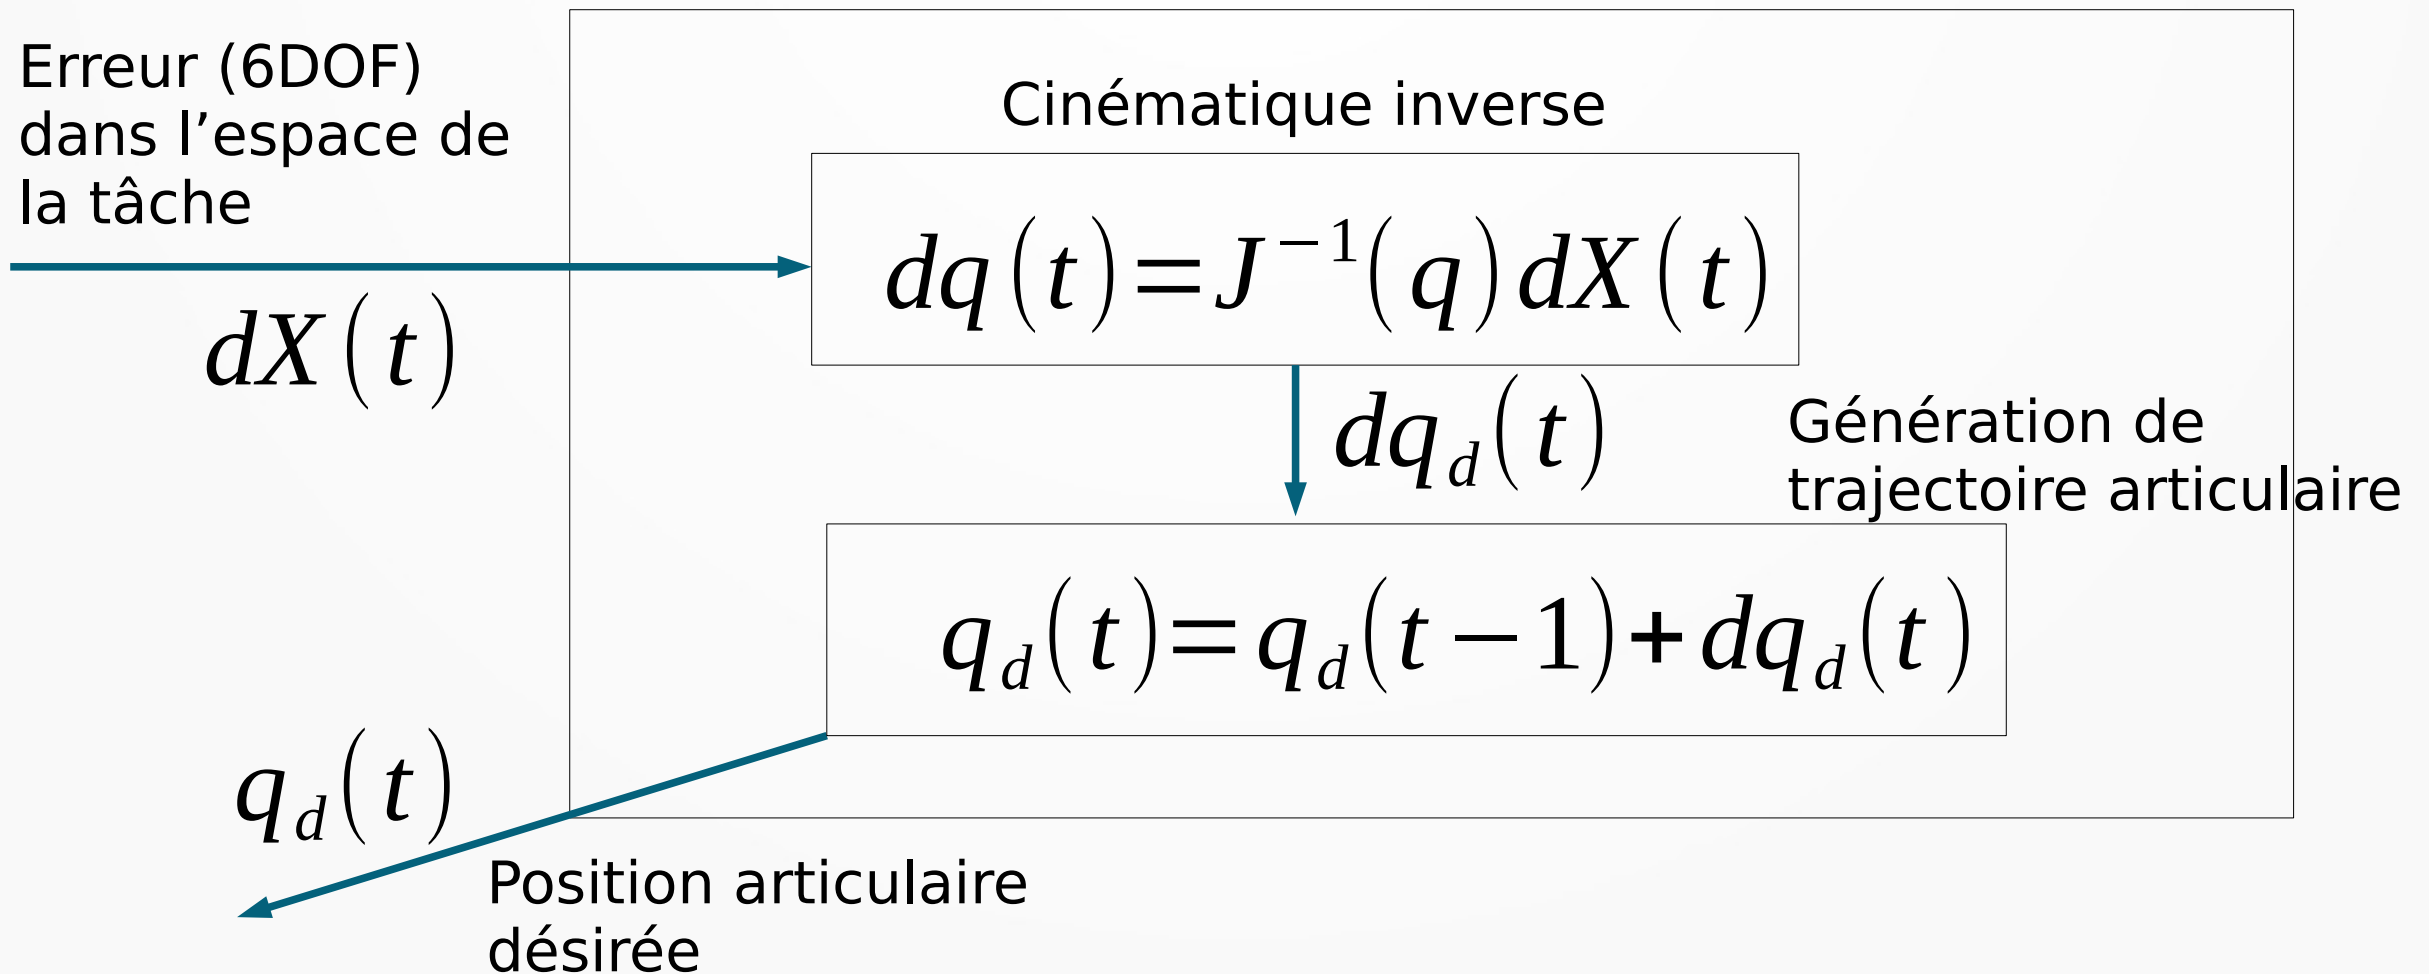 Erreur (6DOF)
dans l’espace de
la tâche
dX(t)
Cinématique inverse
dq(t)=J⁻¹(q)dX(t)
dq_d(t)
Génération de
trajectoire articulaire
q_d(t)=q_d(t−1)+dq_d(t)
q_d(t)
Position articulaire
désirée